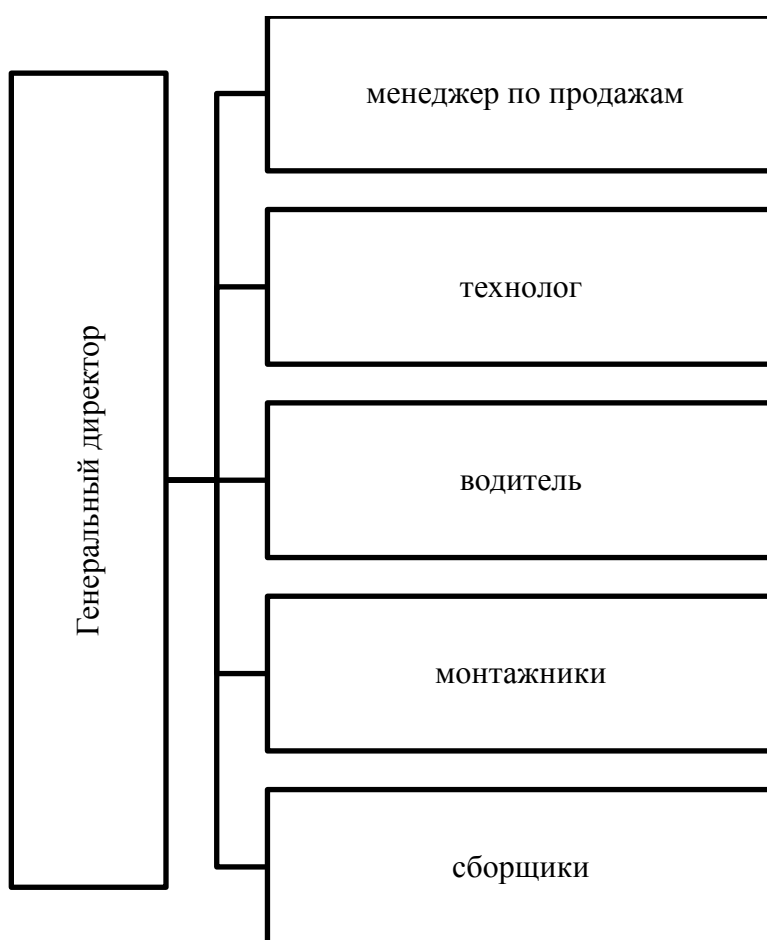 Генеральный директор
менеджер по продажам
технолог
водитель
монтажники
сборщики